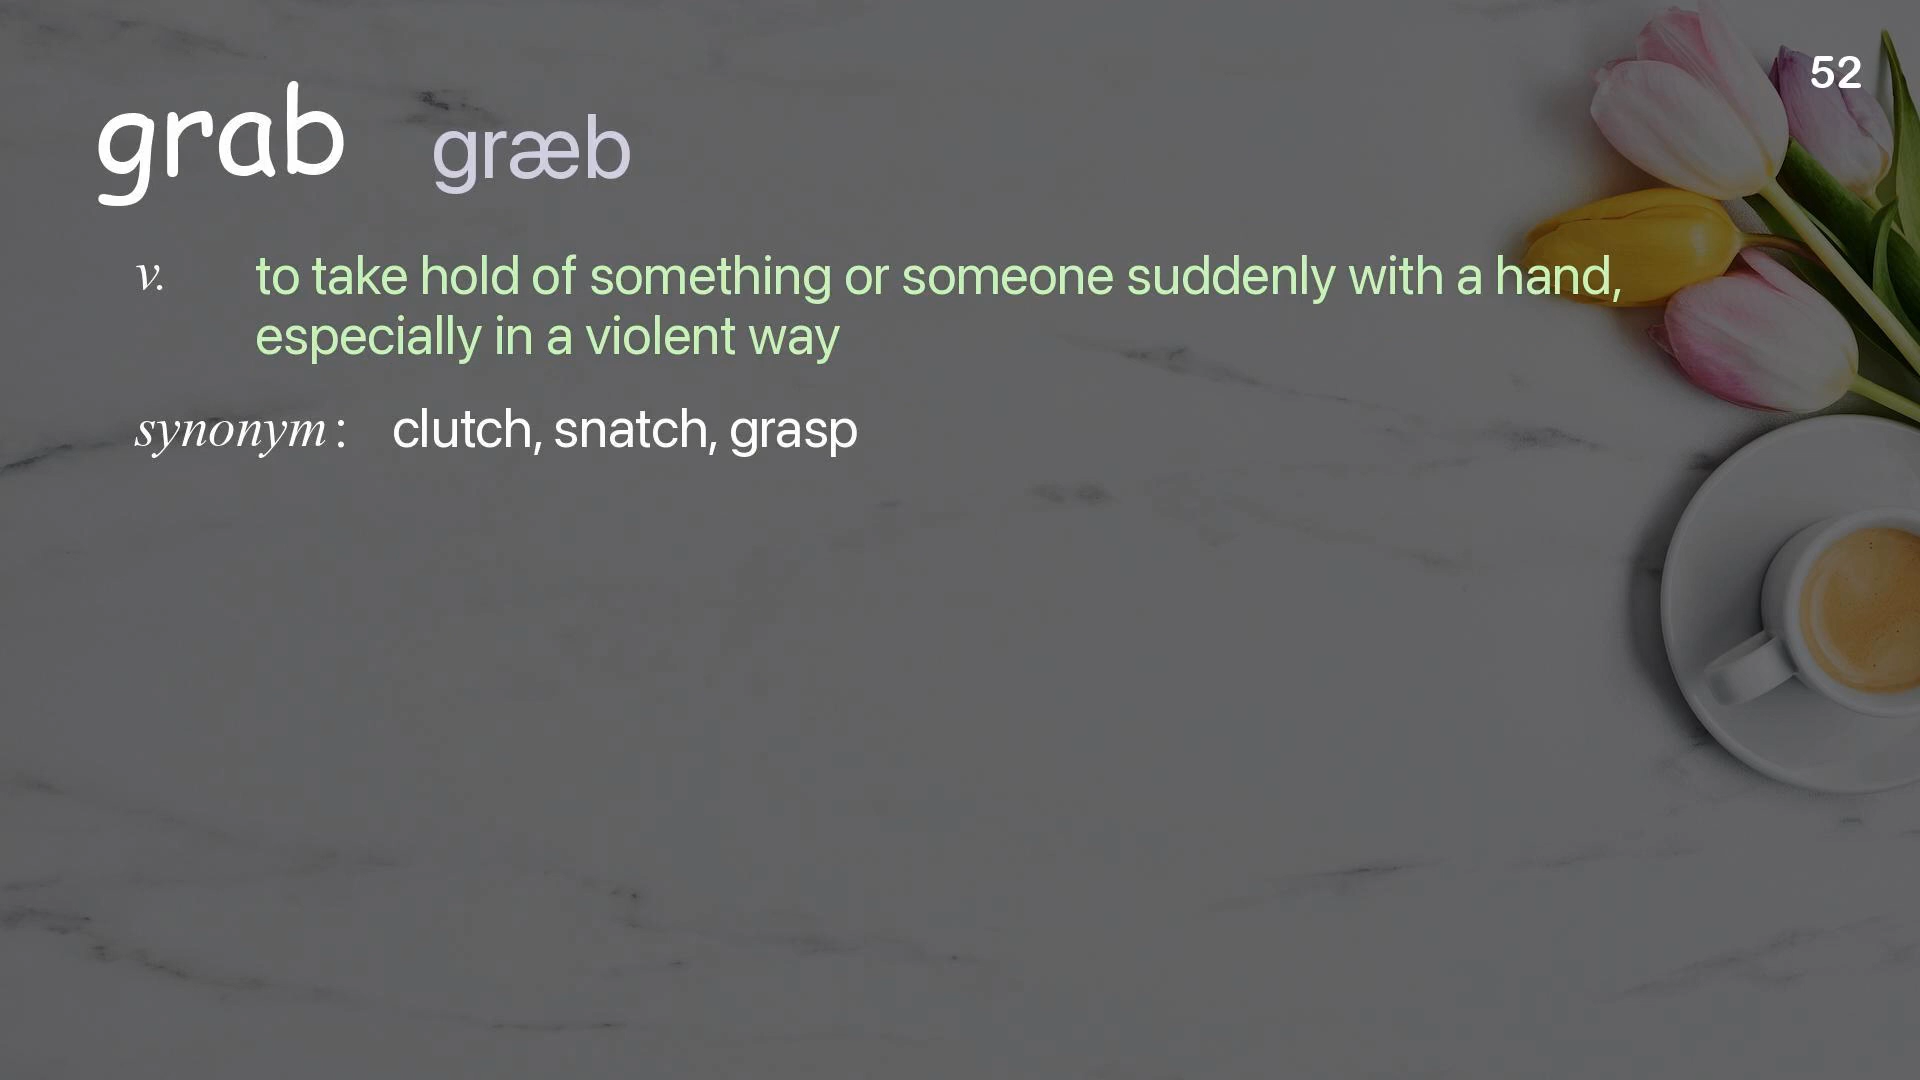 52
grab græb
v. to take hold of something or someone suddenly with a hand,
especially in a violent way
synonym: clutch, snatch, grasp